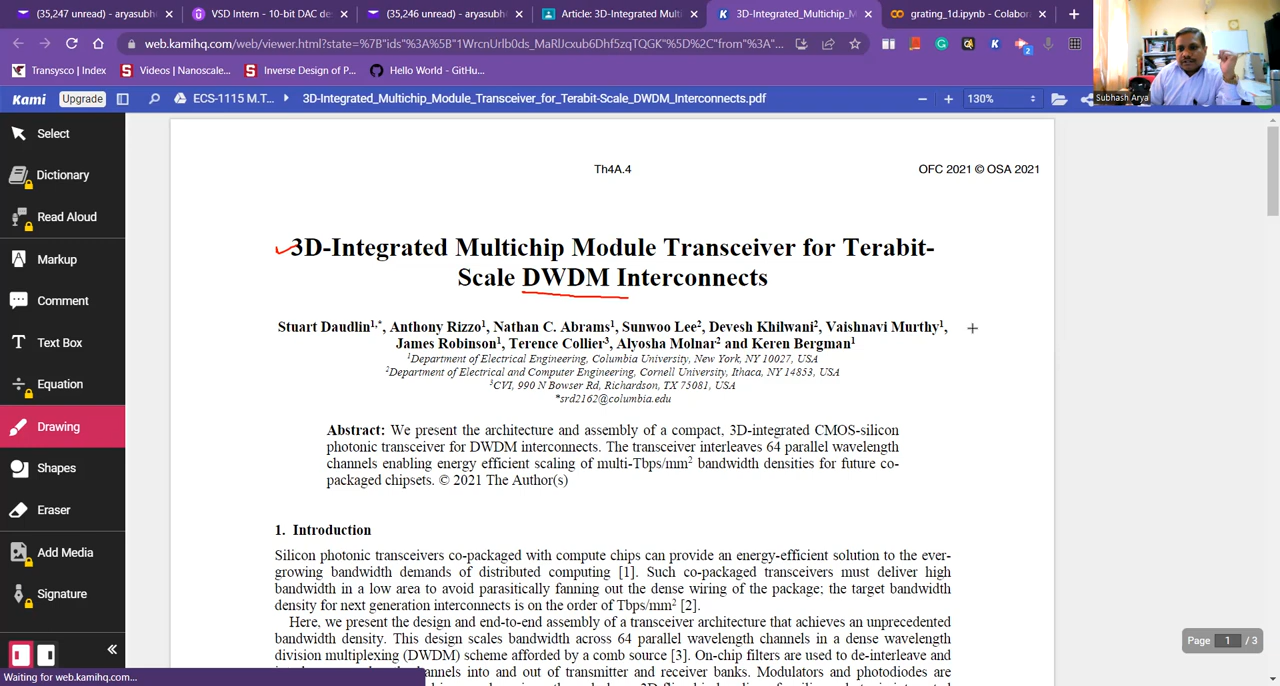 (35,247 unread) - aryasubh
VSD Intern - 10-bit DAC de
(35,246 unread) - aryasubh
Article: 3D-Integrated Multi
3D-Integrated_Multichip_M
grating_1d.ipynb - Colabor
web.kamihq.com/web/viewer.html?state=%7B"ids"%3A%5B"1WrcnUrlb0ds_MaRlJcxub6Dhf5zqTQGK"%5D%2C"from"%3A"...
2
Transysco | Index
Videos | Nanoscale...
Inverse Design of P...
Hello World - GitHu...
Kami
Upgrade
ECS-1115 M.T...
3D-Integrated_Multichip_Module_Transceiver_for_Terabit-Scale_DWDM_Interconnects.pdf
130%
Subhash Arya
Select
Dictionary
Read Aloud
Markup
Comment
Text Box
Equation
Drawing
Shapes
Eraser
Add Media
Signature
Th4A.4
OFC 2021 © OSA 2021
3D-Integrated Multichip Module Transceiver for Terabit-
Scale DWDM Interconnects
Stuart Daudlin1,*, Anthony Rizzo1, Nathan C. Abrams1, Sunwoo Lee2, Devesh Khilwani2, Vaishnavi Murthy1,
James Robinson1, Terence Collier3, Alyosha Molnar2 and Keren Bergman1
1Department of Electrical Engineering, Columbia University, New York, NY 10027, USA
2Department of Electrical and Computer Engineering, Cornell University, Ithaca, NY 14853, USA
3CVI, 990 N Bowser Rd, Richardson, TX 75081, USA
*srd2162@columbia.edu
Abstract: We present the architecture and assembly of a compact, 3D-integrated CMOS-silicon
photonic transceiver for DWDM interconnects. The transceiver interleaves 64 parallel wavelength
channels enabling energy efficient scaling of multi-Tbps/mm2 bandwidth densities for future co-
packaged chipsets. © 2021 The Author(s)
1. Introduction
Silicon photonic transceivers co-packaged with compute chips can provide an energy-efficient solution to the ever-
growing bandwidth demands of distributed computing [1]. Such co-packaged transceivers must deliver high
bandwidth in a low area to avoid parasitically fanning out the dense wiring of the package; the target bandwidth
density for next generation interconnects is on the order of Tbps/mm2 [2].
Here, we present the design and end-to-end assembly of a transceiver architecture that achieves an unprecedented
bandwidth density. This design scales bandwidth across 64 parallel wavelength channels in a dense wavelength
division multiplexing (DWDM) scheme afforded by a comb source [3]. On-chip filters are used to de-interleave and
channels into and out of transmitter and receiver banks. Modulators and photodiodes are
Page 1 / 3
Waiting for web.kamihq.com...